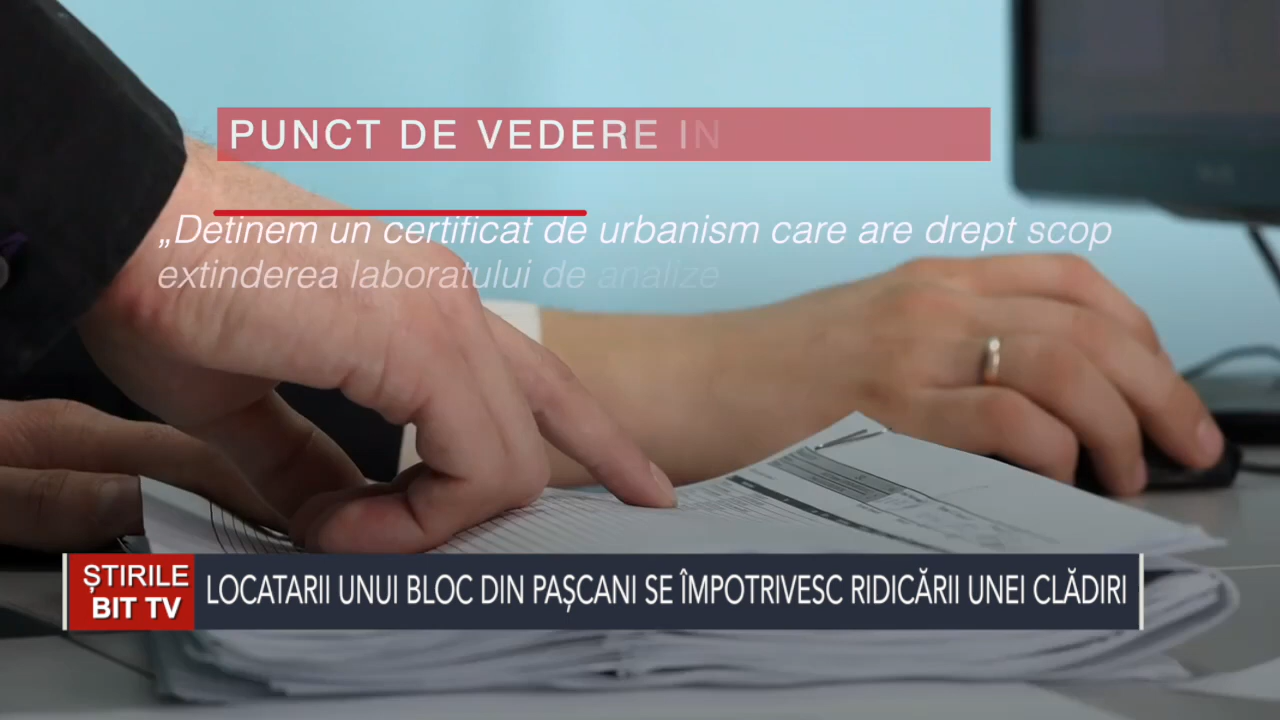 PUNCT DE VEDERE IN
„Detinem un certificat de urbanism care are drept scop
extinderea laboratului de analize
ȘTIRILE
BIT TV
LOCATARII UNUI BLOC DIN PAȘCANI SE ÎMPOTRIVESC RIDICĂRII UNEI CLĂDIRI